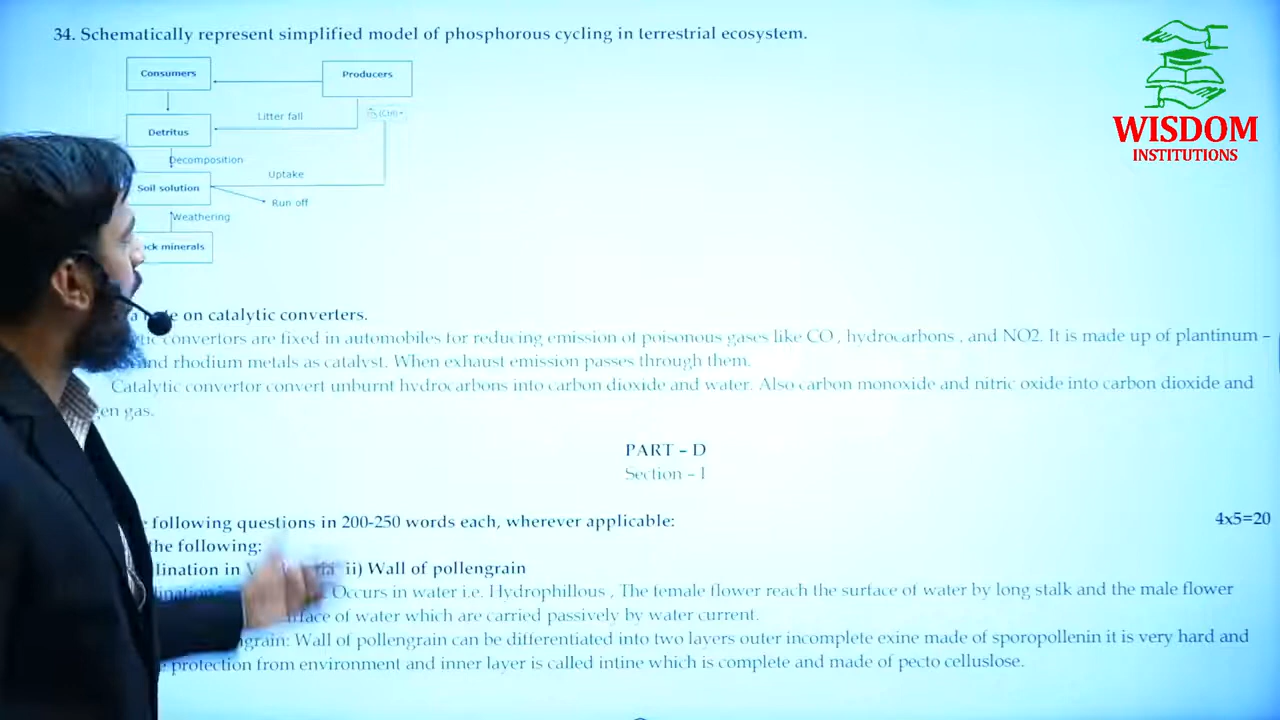 34. Schematically represent simplified model of phosphorous cycling in terrestrial ecosystem.
WISDOM
INSTITUTIONS
Consumers
Producers
(Ctrl)
Litter fall
Detritus
Decomposition
Uptake
Soil solution
Run off
Weathering
ck minerals
a on catalytic converters.
convertors are fixed in automobiles for reducing emission of poisonous gases like CO , hydrocarbons , and NO2. It is made up of plantinum –
and rhodium metals as catalyst. When exhaust emission passes through them.
Catalytic convertor convert unburnt hydrocarbons into carbon dioxide and water. Also carbon monoxide and nitric oxide into carbon dioxide and
en gas.
PART – D
Section – I
following questions in 200-250 words each, wherever applicable: 4x5=20
the following:
lination in ii) Wall of pollengrain
Occurs in water i.e. Hydrophillous , The female flower reach the surface of water by long stalk and the male flower
of water which are carried passively by water current.
ngrain: Wall of pollengrain can be differentiated into two layers outer incomplete exine made of sporopollenin it is very hard and
protection from environment and inner layer is called intine which is complete and made of pecto celluslose.